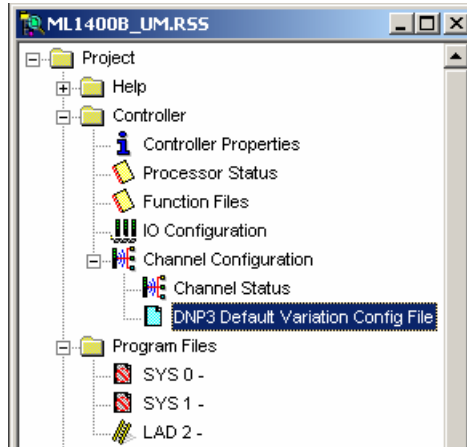 ML1400B_UM.RSS
Project
Help
Controller
Controller Properties
Processor Status
Function Files
IO Configuration
Channel Configuration
Channel Status
DNP3 Default Variation Config File
Program Files
SYS 0 -
SYS 1 -
LAD 2 -